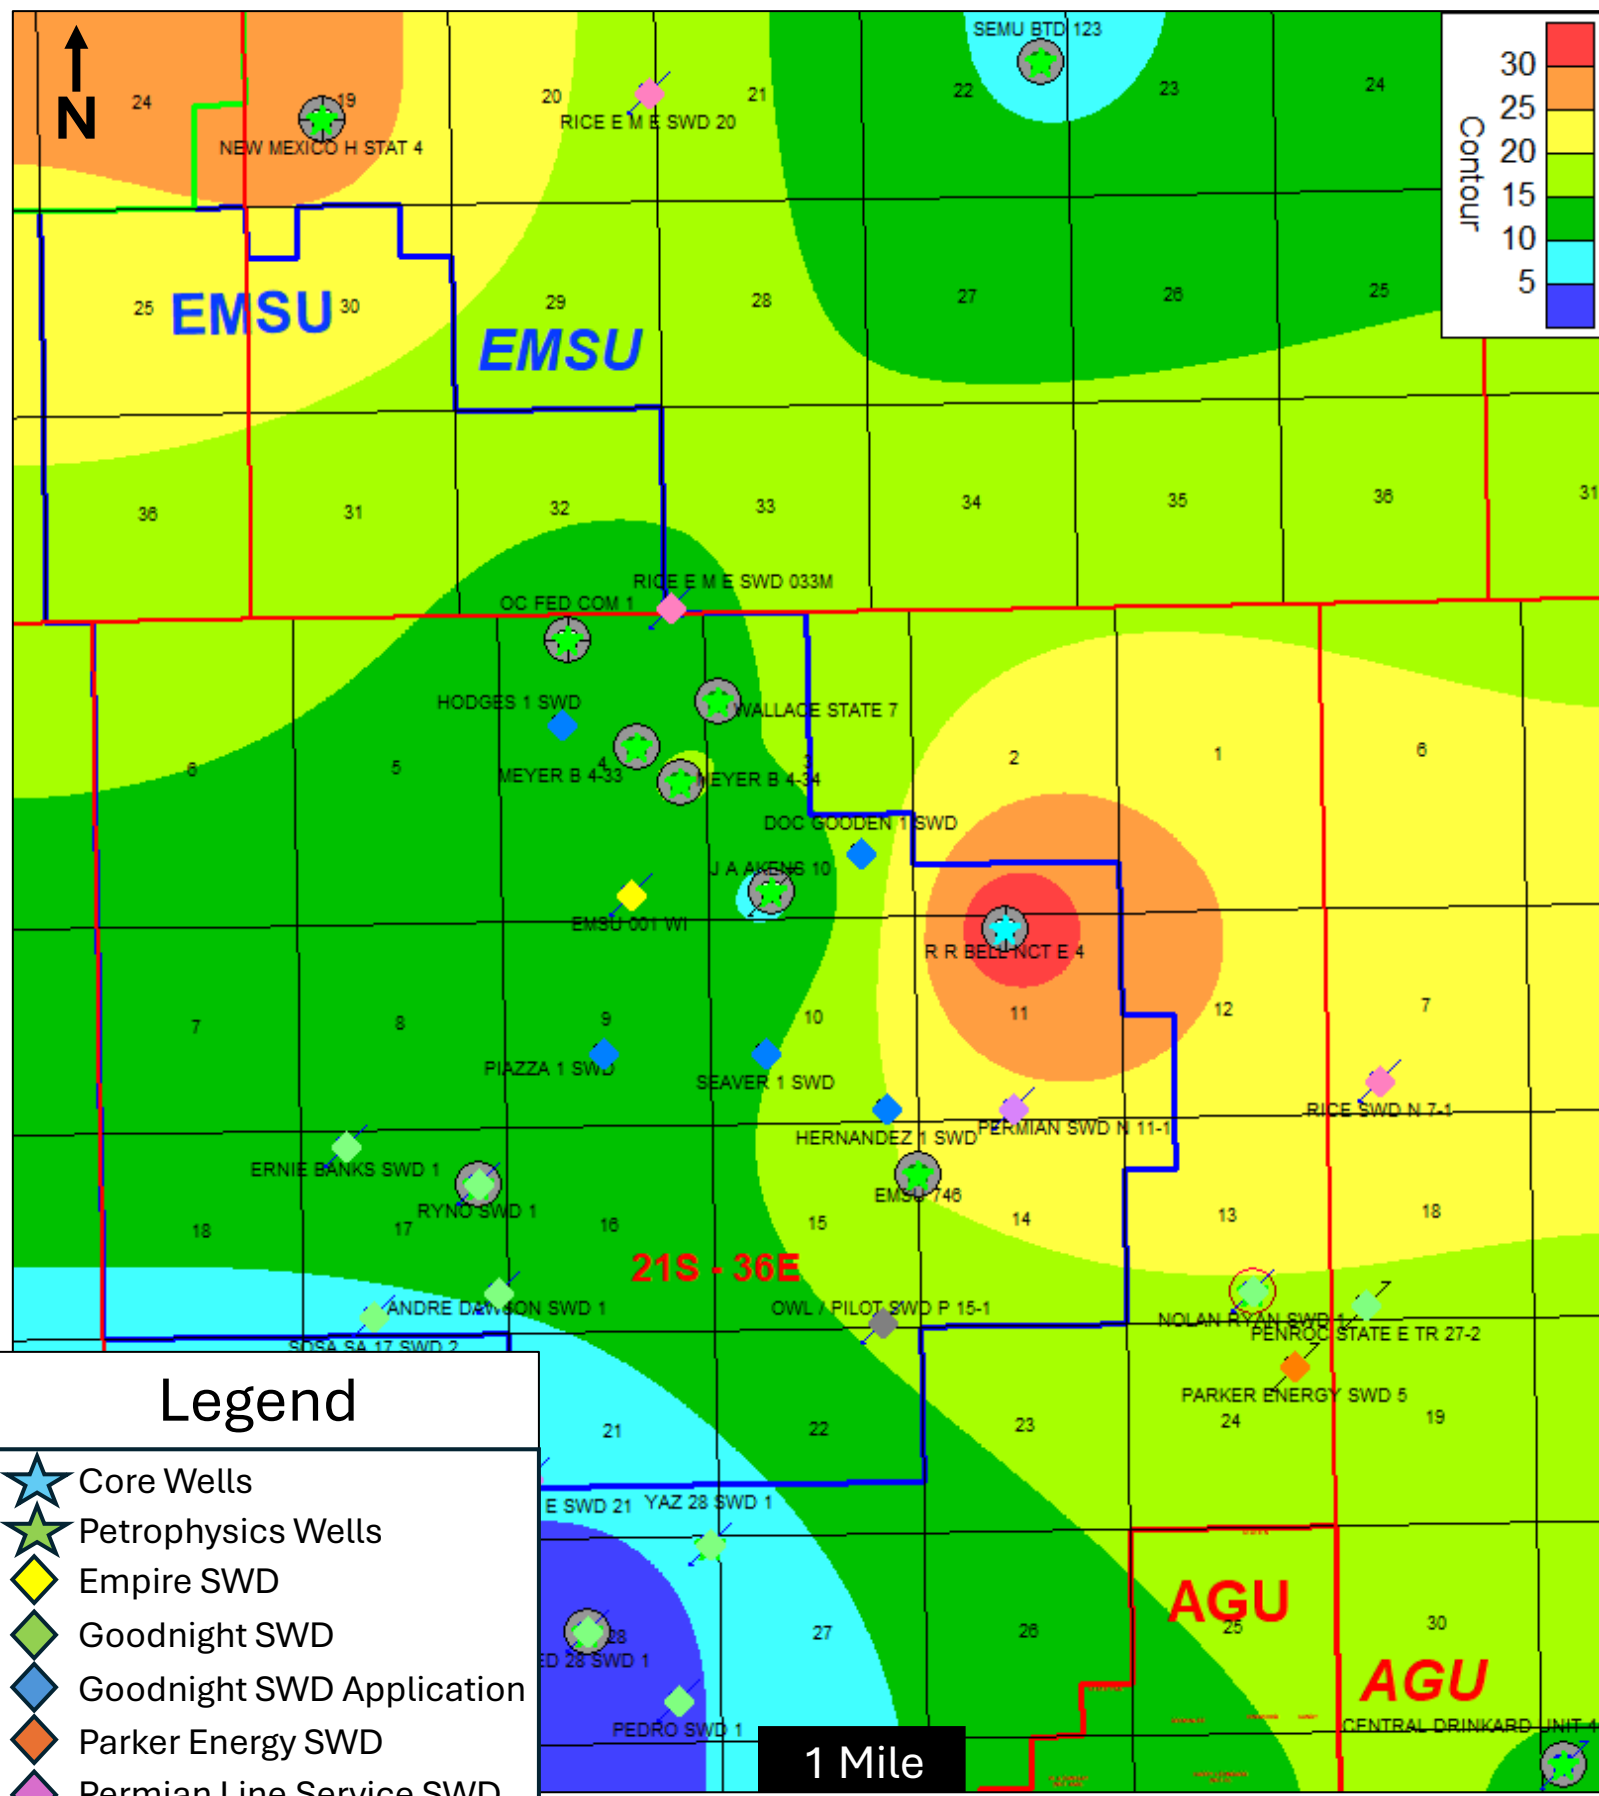 SEMU BTD 123
N
24
19
NEW MEXICO H STAT 4
20
RICE E M E SWD 20
21
22
23
24
Contour
30
25
20
15
10
5
25
EMSU
30
29
EMSU
28
27
26
25
36
31
32
33
34
35
36
31
RICE E M E SWD 033M
OC FED COM 1
HODGES 1 SWD
WALLACE STATE 7
6
5
4
3
2
1
6
MEYER B 4-33
MEYER B 4-34
DOC GOODEN 1 SWD
J A AKENS 10
EMSU 001 WI
R R BELL NCT E 4
7
8
9
10
11
12
7
PIAZZA 1 SWD
SEAVER 1 SWD
HERNANDEZ 1 SWD
PERMIAN SWD N 11-1
RICE SWD N 7-1
ERNIE BANKS SWD 1
RYNO SWD 1
EMSU 746
18
17
16
15
14
13
18
21S - 36E
ANDRE DAWSON SWD 1
OWL / PILOT SWD P 15-1
NOLAN RYAN SWD 1
PENROC STATE E TR 27-2
SOSA SA 17 SWD 2
PARKER ENERGY SWD 5
21
22
23
24
19
E SWD 21
YAZ 28 SWD 1
28
27
26
25
30
ED 28 SWD 1
PEDRO SWD 1
AGU
AGU
CENTRAL DRINKARD UNIT 4
1 Mile
Legend
Core Wells
Petrophysics Wells
Empire SWD
Goodnight SWD
Goodnight SWD Application
Parker Energy SWD
Permian Line Service SWD